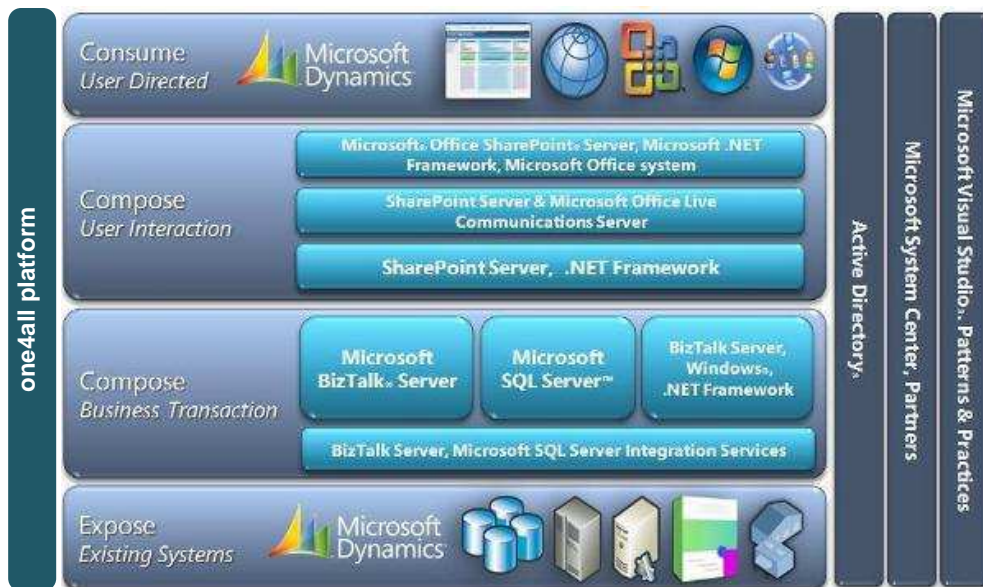 one4all platform
Consume
User Directed
Microsoft
Dynamics
Compose
User Interaction
Microsoft® Office SharePoint® Server, Microsoft .NET
Framework, Microsoft Office system
SharePoint Server & Microsoft Office Live
Communications Server
SharePoint Server, .NET Framework
Compose
Business Transaction
Microsoft
BizTalk® Server
Microsoft
SQL Server™
BizTalk Server,
Windows®,
.NET Framework
BizTalk Server, Microsoft SQL Server Integration Services
Expose
Existing Systems
Microsoft
Dynamics
Active Directory®
Microsoft System Center, Partners
Microsoft Visual Studio®, Patterns & Practices